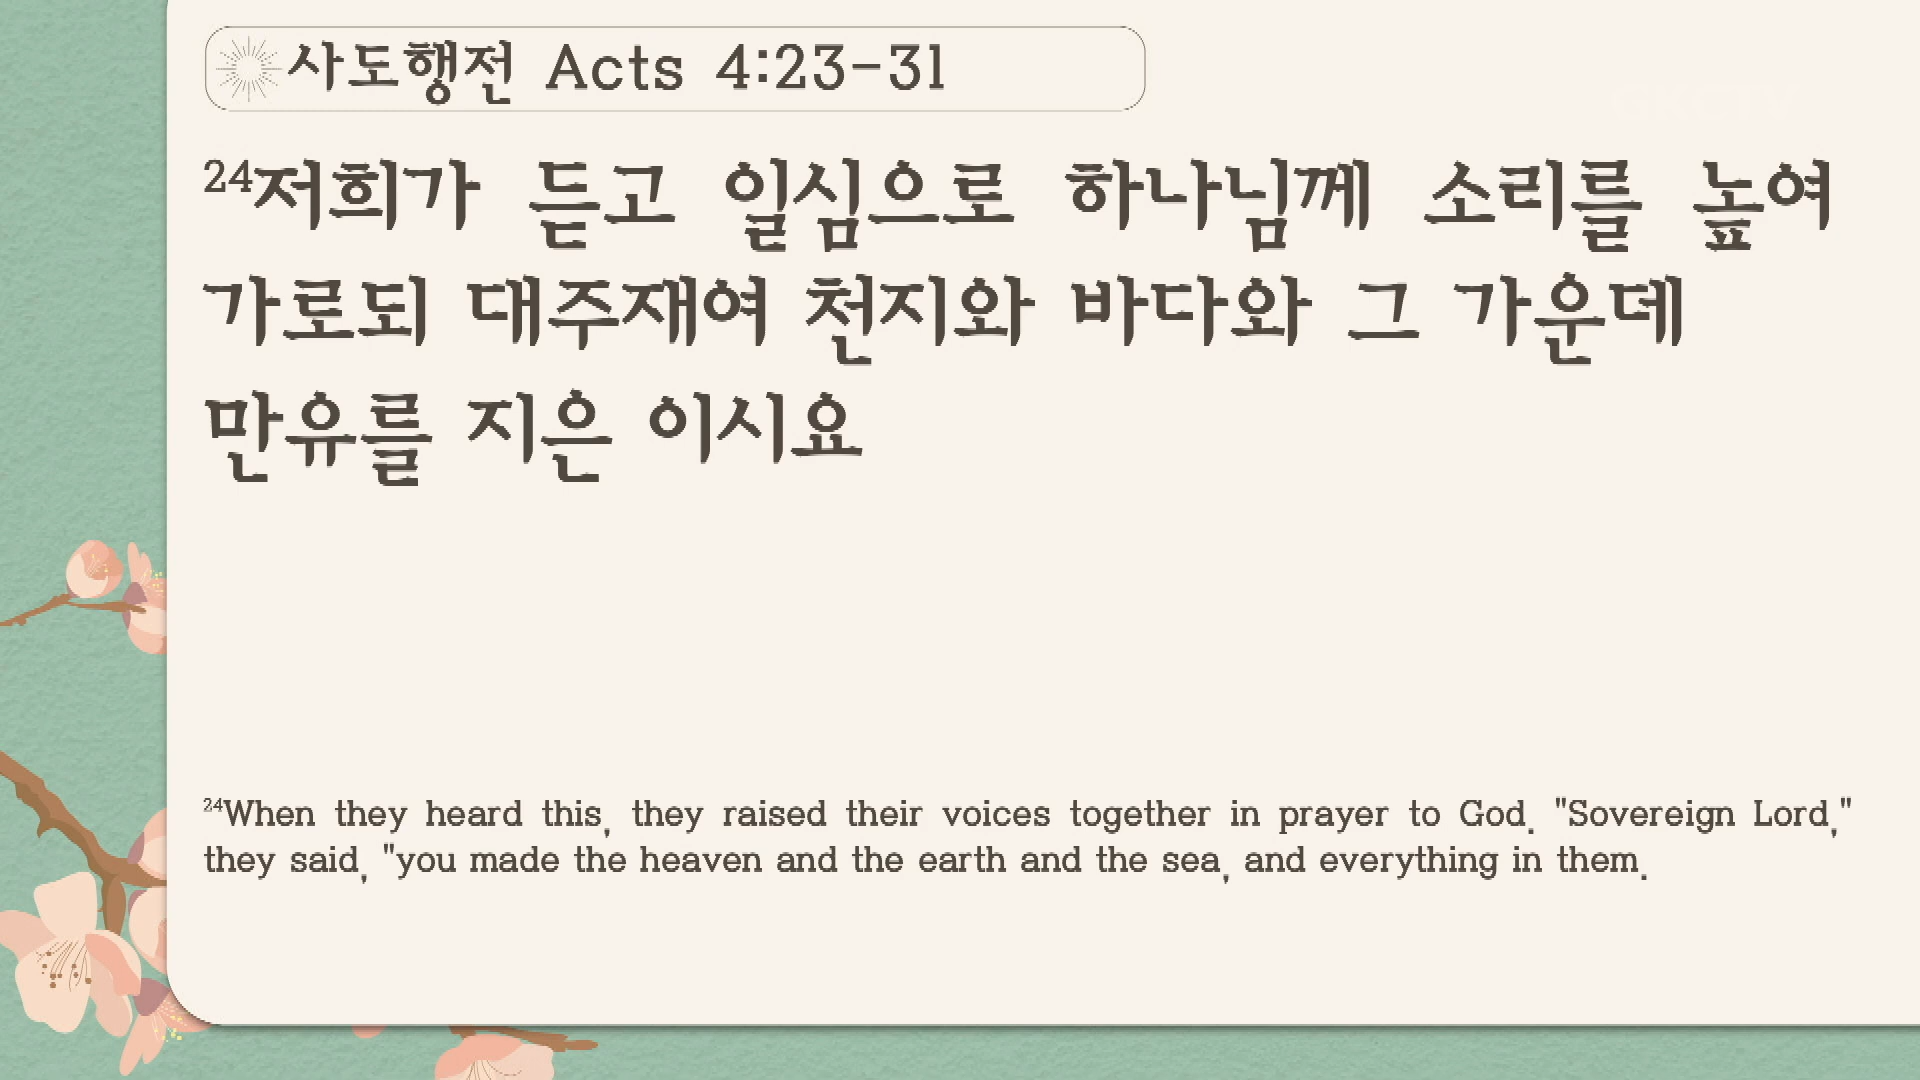 사도행전 Acts 4:23-31
24저희가 듣고 일심으로 하나님께 소리를 높여
가로되 대주재여 천지와 바다와 그 가운데
만유를 지은 이시요
24When they heard this, they raised their voices together in prayer to God. "Sovereign Lord,"
they said, "you made the heaven and the earth and the sea, and everything in them.